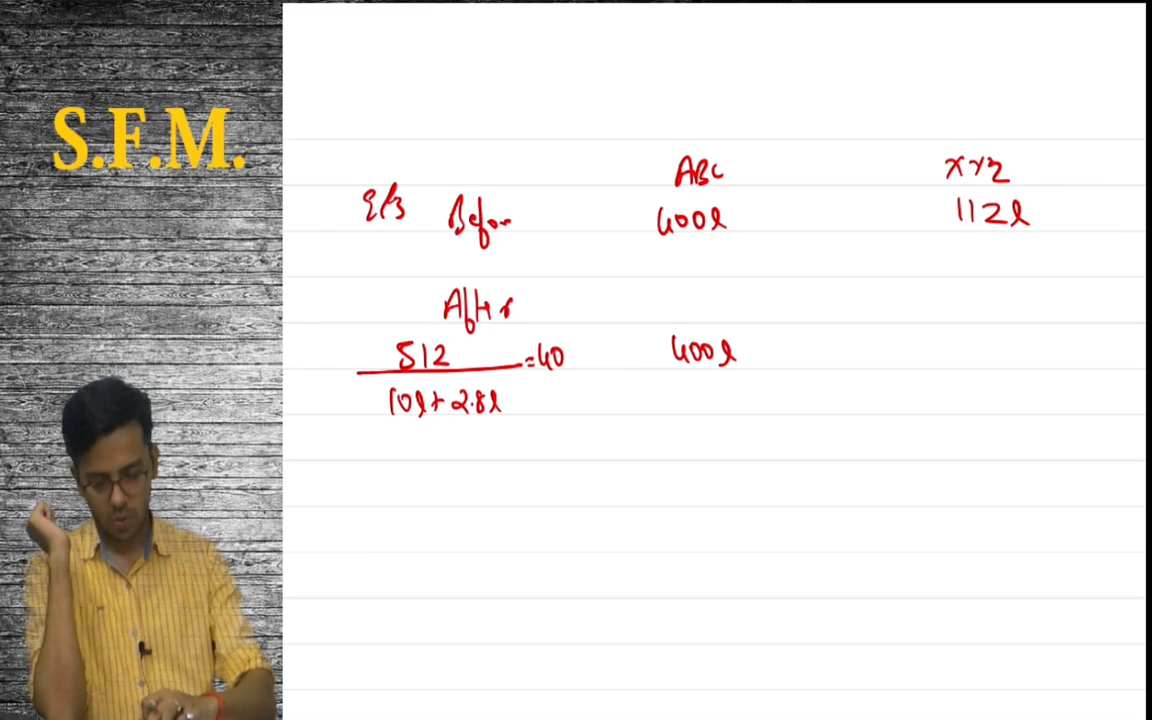 S.F.M.
ABC XYZ
EPS Before 400l 112l
After
512 =40 400l
10l+2.8l